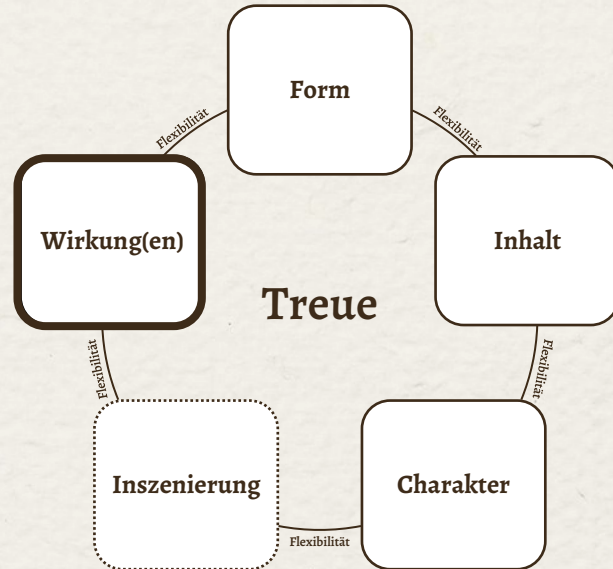 Form
Flexibilität
Flexibilität
Wirkung(en)
Inhalt
Treue
Flexibilität
Flexibilität
Inszenierung
Charakter
Flexibilität